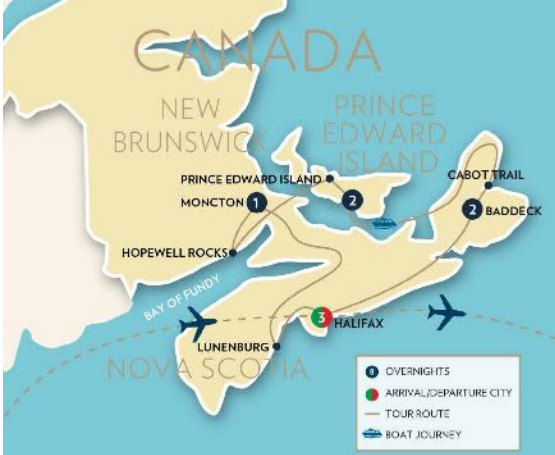 CANADA
NEW
BRUNSWICK
PRINCE
EDWARD
ISLAND
PRINCE EDWARD ISLAND
CABOT TRAIL
MONCTON
1
2
2
BADDECK
HOPEWELL ROCKS
BAY OF FUNDY
3
HALIFAX
LUNENBURG
NOVA SCOTIA
8 OVERNIGHTS
ARRIVAL/DEPARTURE CITY
TOUR ROUTE
BOAT JOURNEY